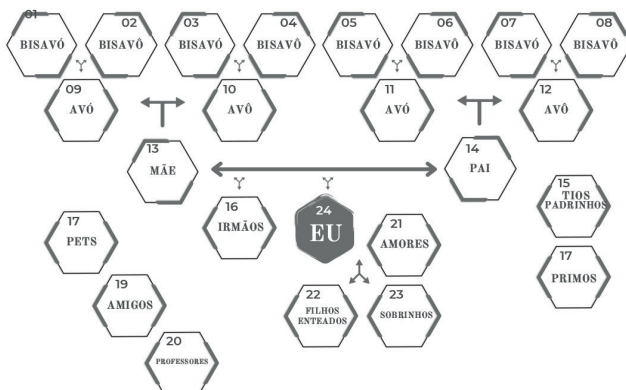 01
BISAVÓ
02
BISAVÔ
03
BISAVÓ
04
BISAVÔ
05
BISAVÓ
06
BISAVÔ
07
BISAVÓ
08
BISAVÔ
09
AVÓ
10
AVÔ
11
AVÓ
12
AVÔ
13
MÃE
14
PAI
15
TIOS
PADRINHOS
16
IRMÃOS
24
EU
17
PETS
21
AMORES
17
PRIMOS
19
AMIGOS
22
FILHOS
ENTEADOS
23
SOBRINHOS
20
PROFESSORES